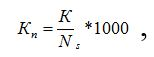 Kₙ = K / Nₛ *1000 ,